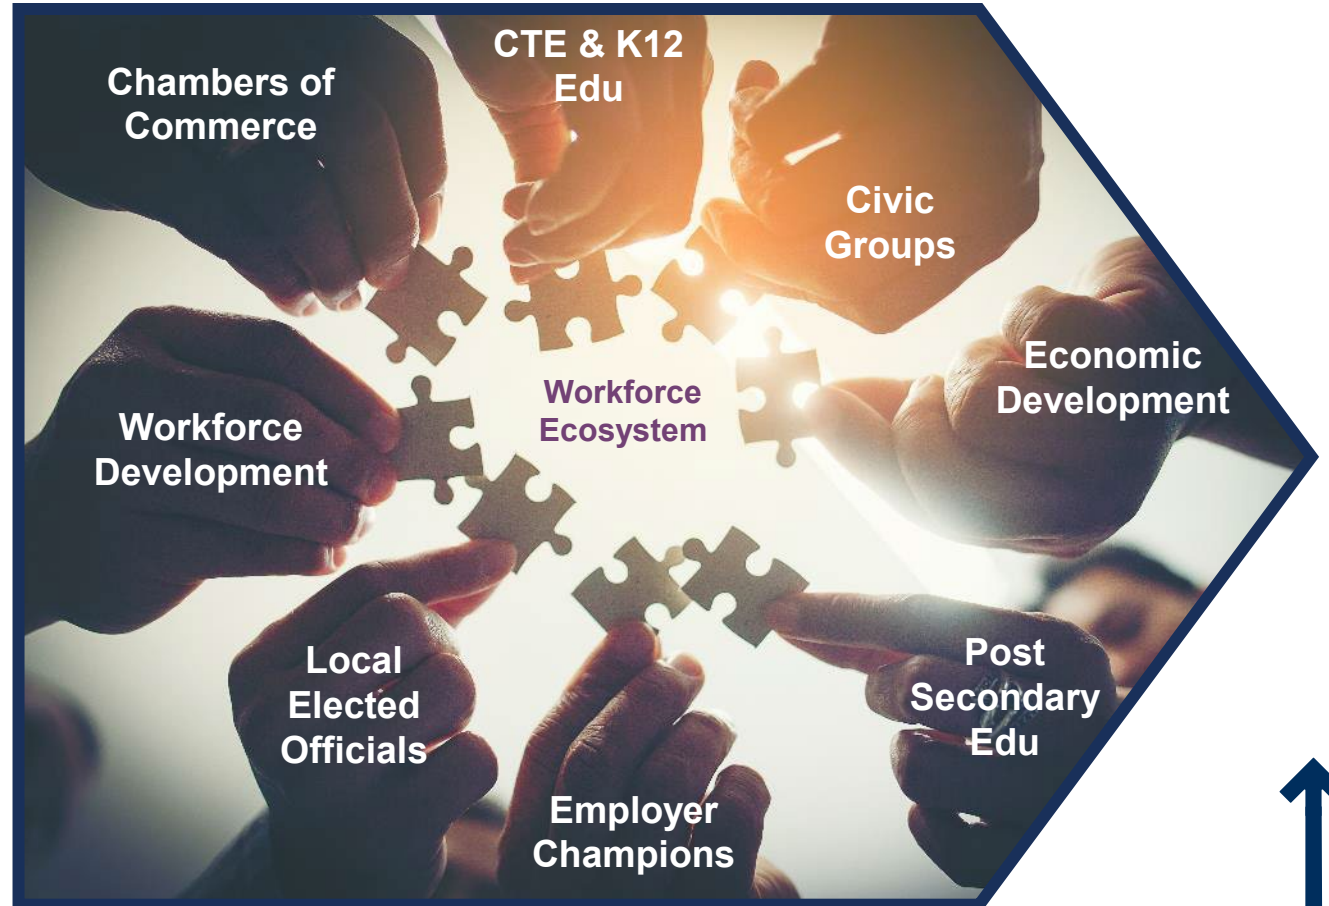 CTE & K12
Edu
Chambers of
Commerce
Civic
Groups
Economic
Development
Workforce
Ecosystem
Workforce
Development
Local
Elected
Officials
Post
Secondary
Edu
Employer
Champions